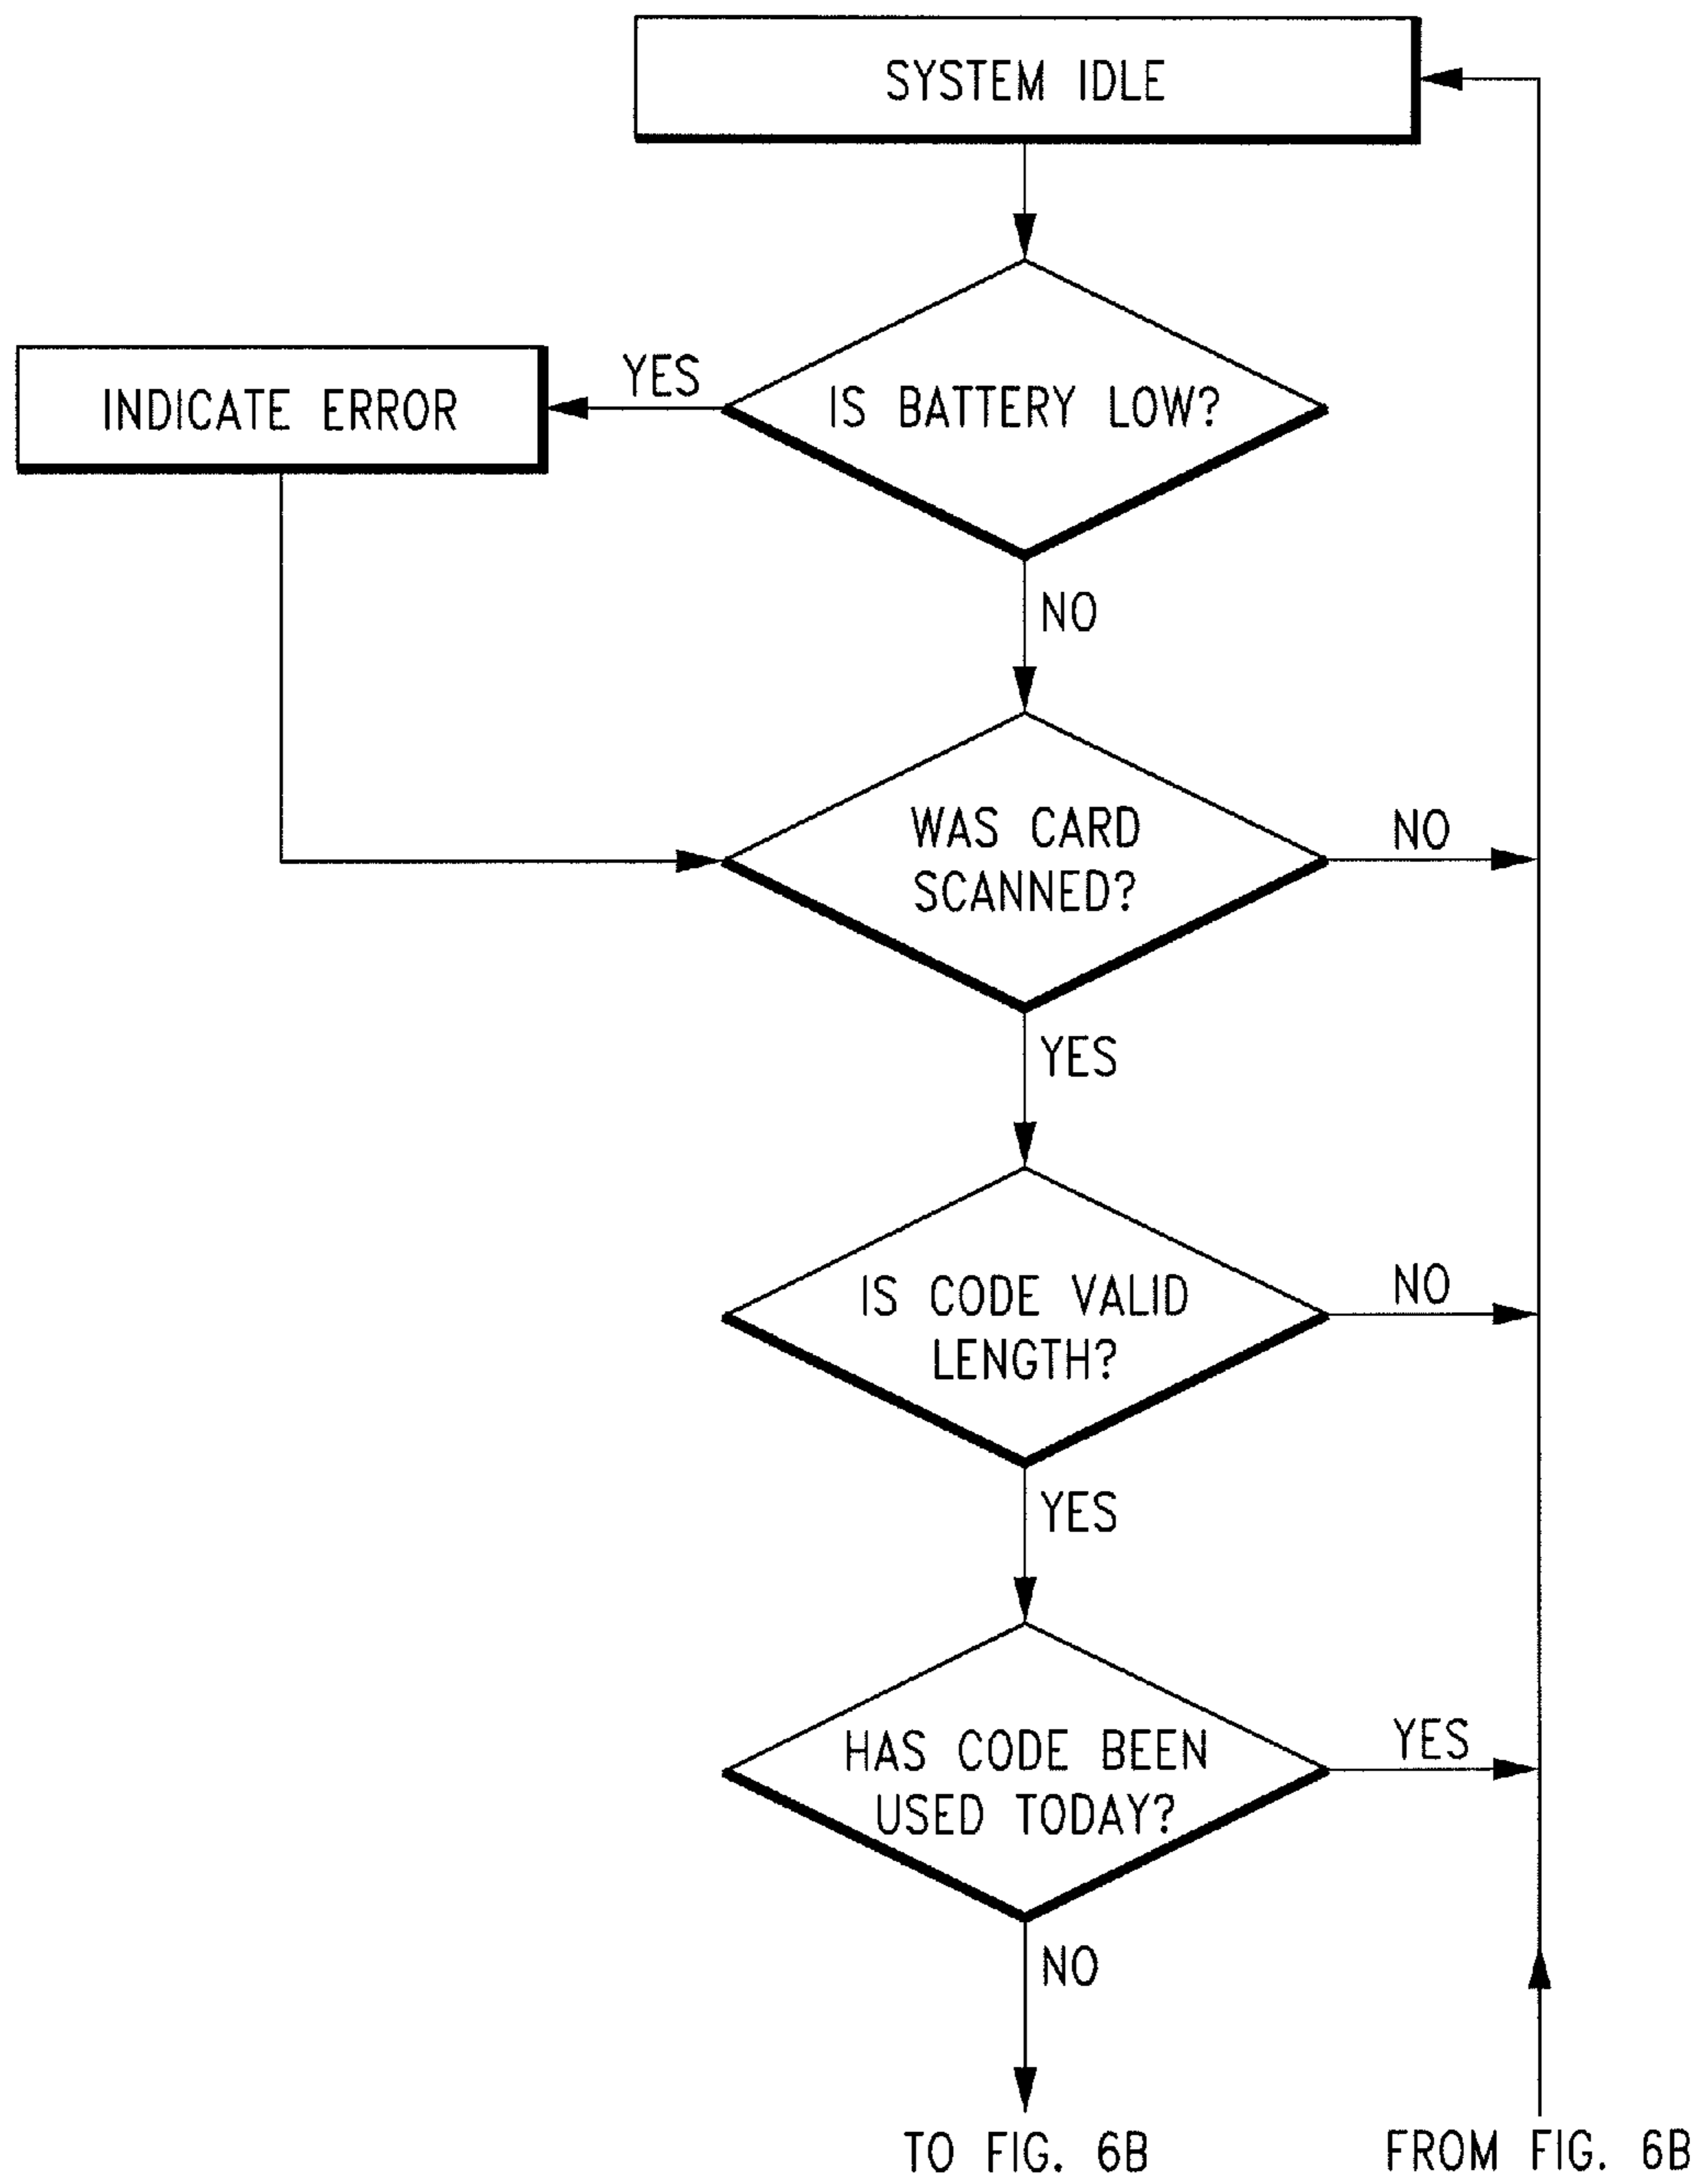 SYSTEM IDLE
INDICATE ERROR
YES
IS BATTERY LOW?
NO
WAS CARD
SCANNED?
NO
YES
IS CODE VALID
LENGTH?
NO
YES
HAS CODE BEEN
USED TODAY?
YES
NO
TO FIG. 6B
FROM FIG. 6B